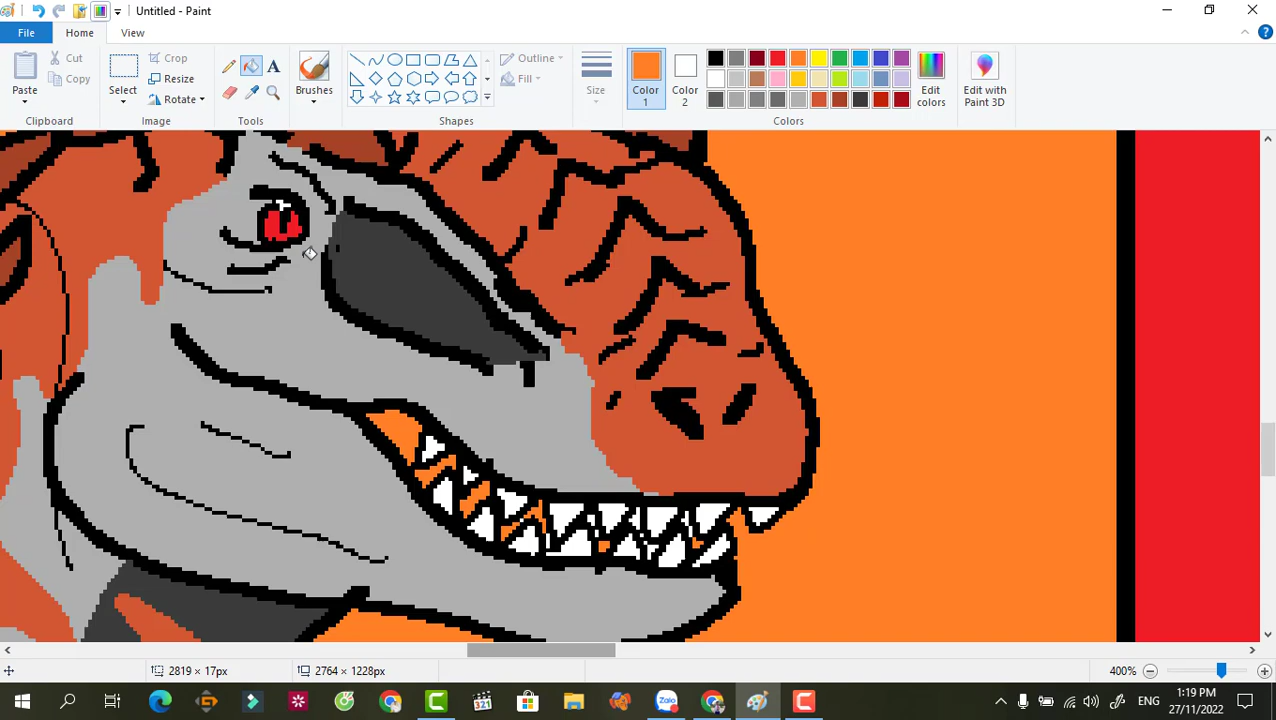 Untitled - Paint
File
Home
View
Paste
Cut
Copy
Clipboard
Select
Crop
Resize
Rotate
Image
Tools
Brushes
Shapes
Outline
Fill
Size
Color
1
Color
2
Colors
Edit
colors
Edit with
Paint 3D
2819 × 17px
2764 × 1228px
400%
321
Zalo
ENG
1:19 PM
27/11/2022